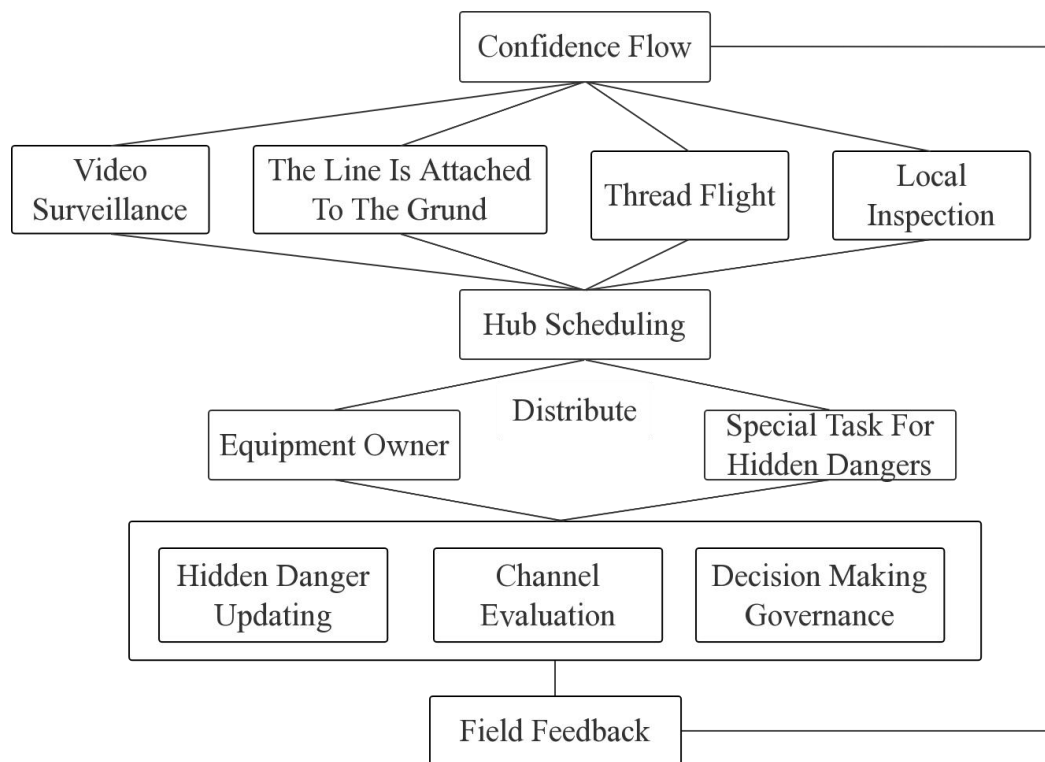 Confidence Flow
Video
Surveillance
The Line Is Attached
To The Grund
Thread Flight
Local
Inspection
Hub Scheduling
Distribute
Equipment Owner
Special Task For
Hidden Dangers
Hidden Danger
Updating
Channel
Evaluation
Decision Making
Governance
Field Feedback